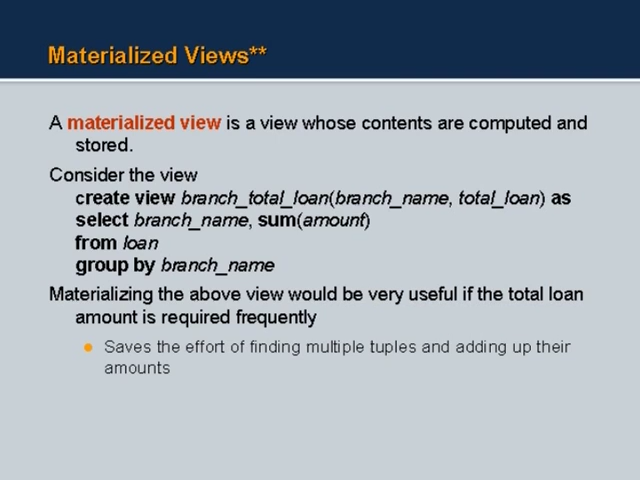 Materialized Views**
A materialized view is a view whose contents are computed and
stored.
Consider the view
create view branch_total_loan(branch_name, total_loan) as
select branch_name, sum(amount)
from loan
group by branch_name
Materializing the above view would be very useful if the total loan
amount is required frequently
Saves the effort of finding multiple tuples and adding up their
amounts